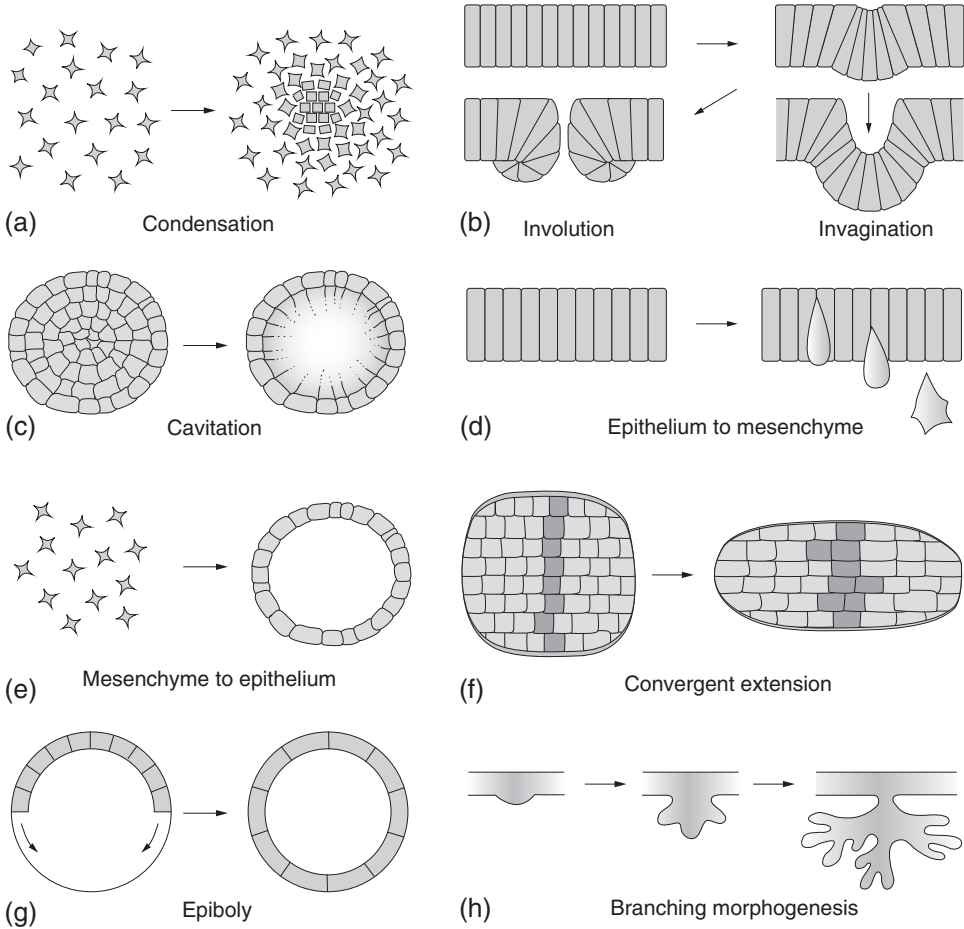 (a) Condensation
(b) Involution Invagination
(c) Cavitation
(d) Epithelium to mesenchyme
(e) Mesenchyme to epithelium
(f) Convergent extension
(g) Epiboly
(h) Branching morphogenesis